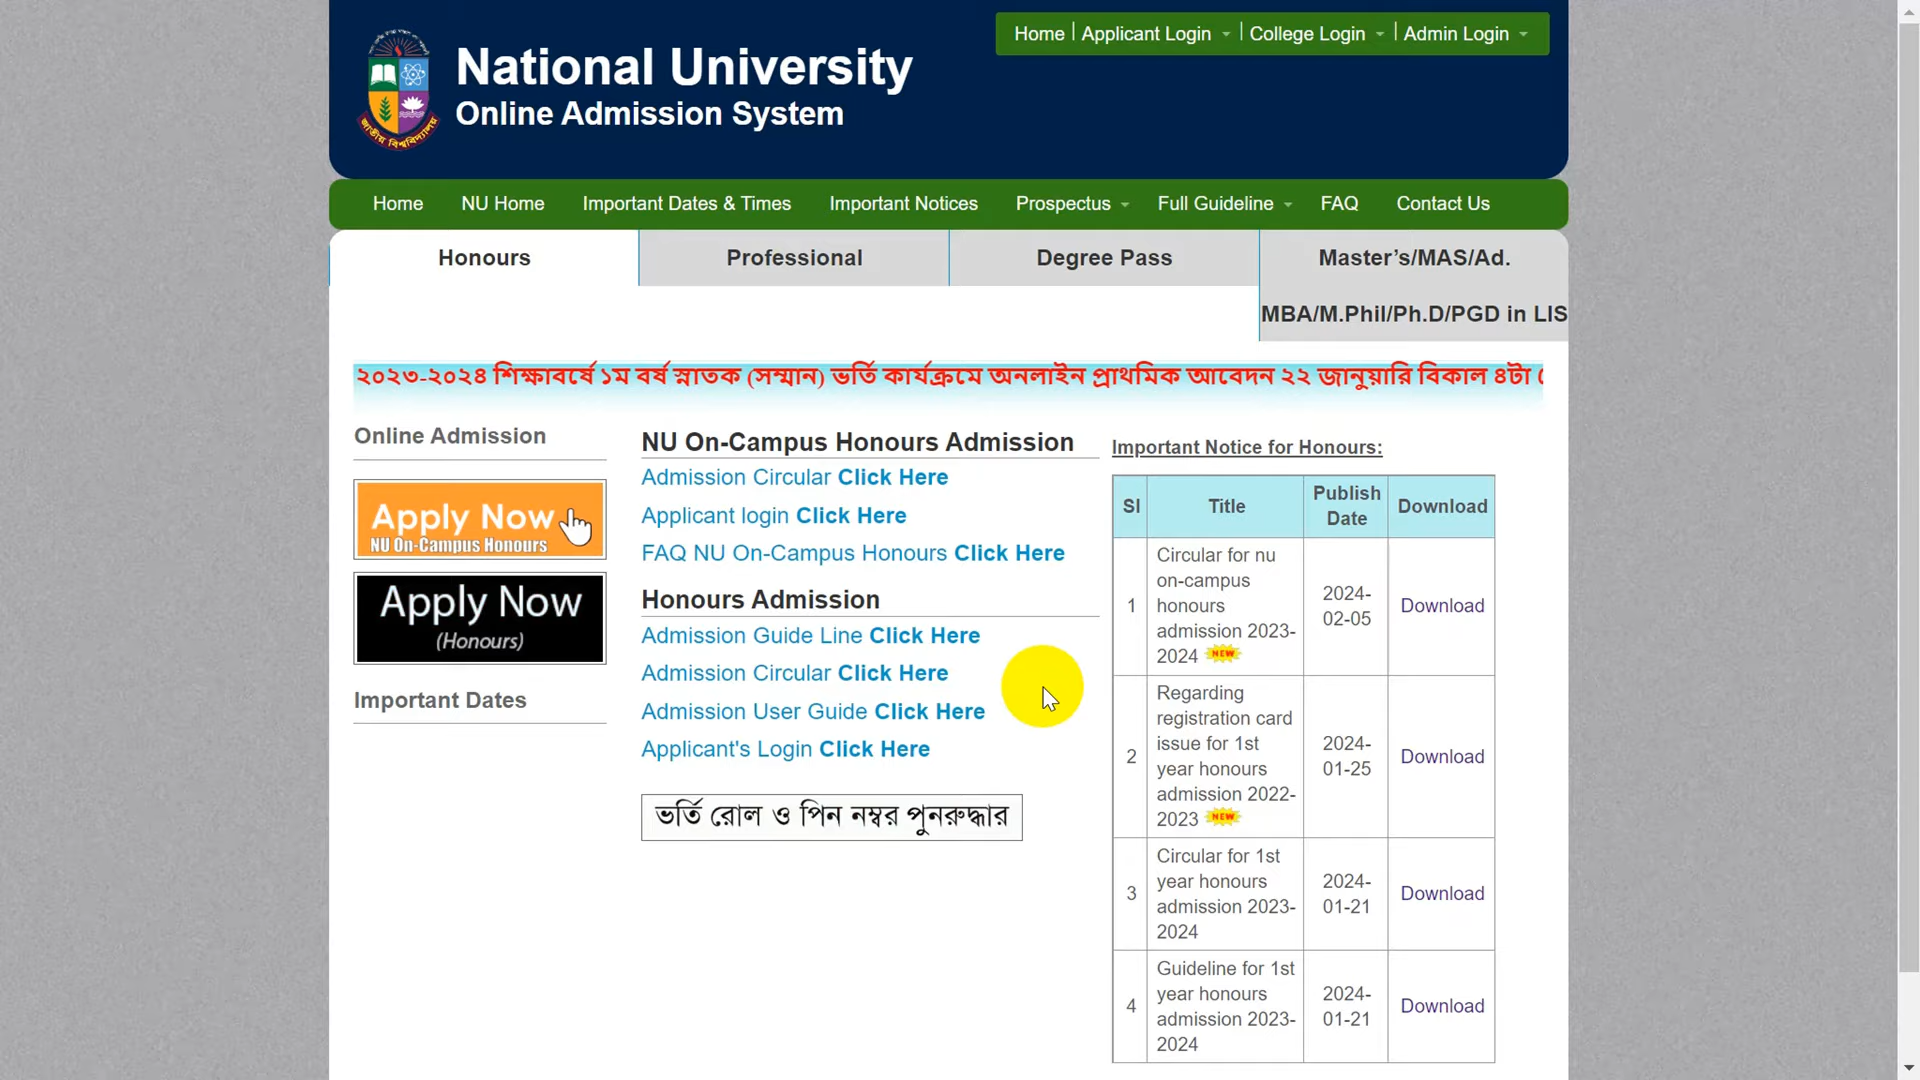 Home
Applicant Login
College Login
Admin Login
National University
Online Admission System
জাতীয় বিশ্ববিদ্যালয়
Home
NU Home
Important Dates & Times
Important Notices
Prospectus
Full Guideline
FAQ
Contact Us
Honours
Professional
Degree Pass
Master’s/MAS/Ad.
MBA/M.Phil/Ph.D/PGD in LIS
২০২৩-২০২৪ শিক্ষাবর্ষে ১ম বর্ষ স্নাতক (সম্মান) ভর্তি কার্যক্রমে অনলাইন প্রাথমিক আবেদন ২২ জানুয়ারি বিকাল ৪টা
Online Admission
Apply Now
NU On-Campus Honours
Apply Now
(Honours)
Important Dates
NU On-Campus Honours Admission
Admission Circular Click Here
Applicant login Click Here
FAQ NU On-Campus Honours Click Here
Honours Admission
Admission Guide Line Click Here
Admission Circular Click Here
Admission User Guide Click Here
Applicant's Login Click Here
ভর্তি রোল ও পিন নম্বর পুনরুদ্ধার
Important Notice for Honours:
Sl
Title
Publish
Date
Download
1
Circular for nu
on-campus
honours
admission 2023-
2024 NEW
2024-
02-05
Download
2
Regarding
registration card
issue for 1st
year honours
admission 2022-
2023 NEW
2024-
01-25
Download
3
Circular for 1st
year honours
admission 2023-
2024
2024-
01-21
Download
4
Guideline for 1st
year honours
admission 2023-
2024
2024-
01-21
Download